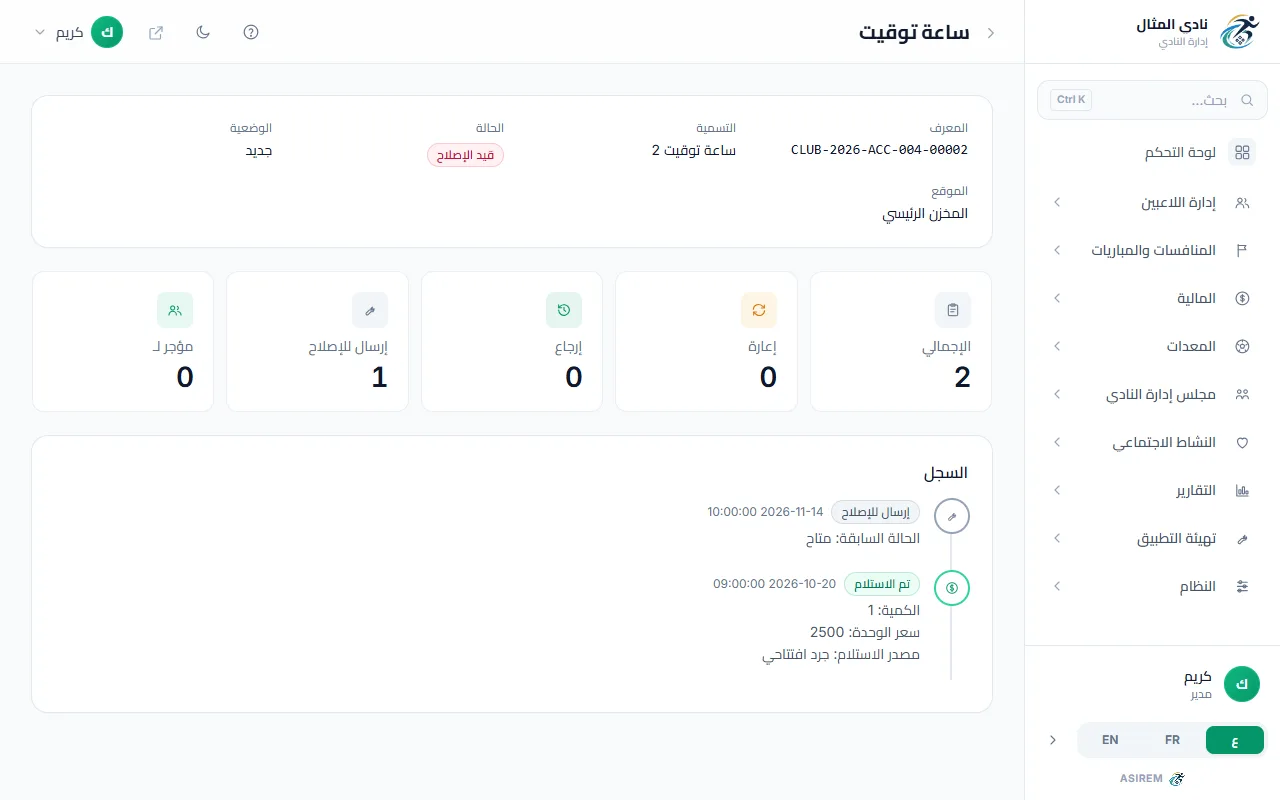 نادي المثال
إدارة النادي
بحث...
Ctrl K
لوحة التحكم
إدارة اللاعبين
المنافسات والمباريات
المالية
المعدات
مجلس إدارة النادي
النشاط الاجتماعي
التقارير
تهيئة التطبيق
النظام
ك
كريم
مدير
ع
FR
EN
ASIREM
ساعة توقيت
ك
كريم
المعرف
CLUB-2026-ACC-004-00002
التسمية
ساعة توقيت 2
الحالة
قيد الإصلاح
الوضعية
جديد
الموقع
المخزن الرئيسي
الإجمالي
2
إعارة
0
إرجاع
0
إرسال للإصلاح
1
مؤجر لـ
0
السجل
إرسال للإصلاح 2026-11-14 10:00:00
الحالة السابقة: متاح
تم الاستلام 2026-10-20 09:00:00
الكمية: 1
سعر الوحدة: 2500
مصدر الاستلام: جرد افتتاحي